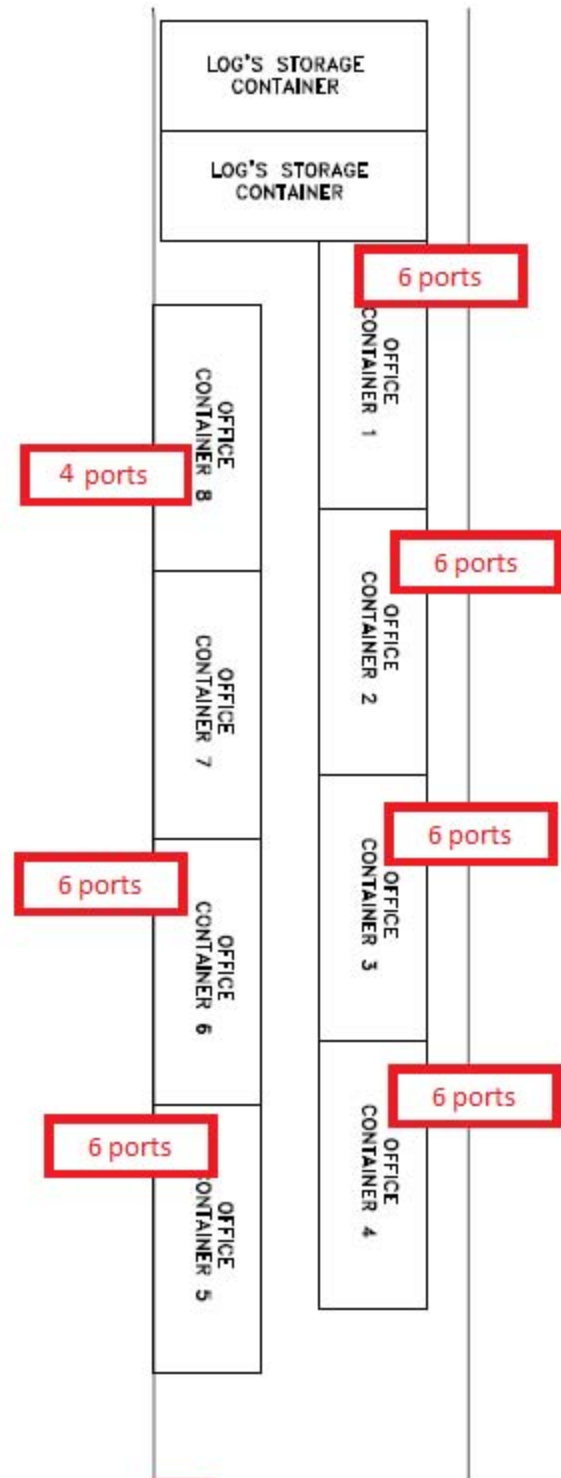 LOG'S STORAGE
CONTAINER
LOG'S STORAGE
CONTAINER
6 ports
OFFICE
CONTAINER 1
OFFICE
CONTAINER 8
4 ports
6 ports
OFFICE
CONTAINER 2
OFFICE
CONTAINER 7
6 ports
OFFICE
CONTAINER 3
6 ports
OFFICE
CONTAINER 6
6 ports
OFFICE
CONTAINER 4
6 ports
OFFICE
CONTAINER 5